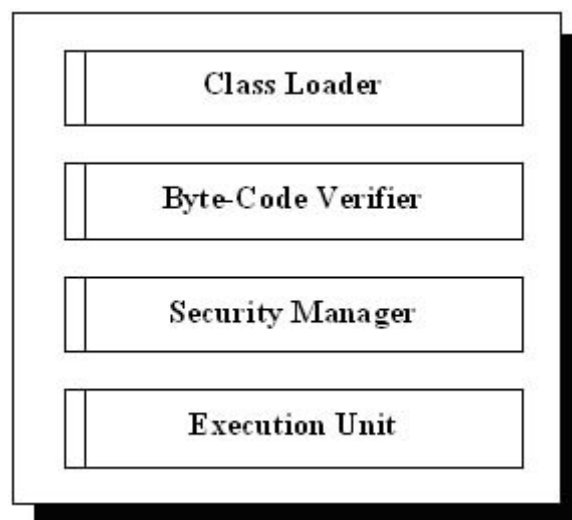 Class Loader
Byte-Code Verifier
Security Manager
Execution Unit